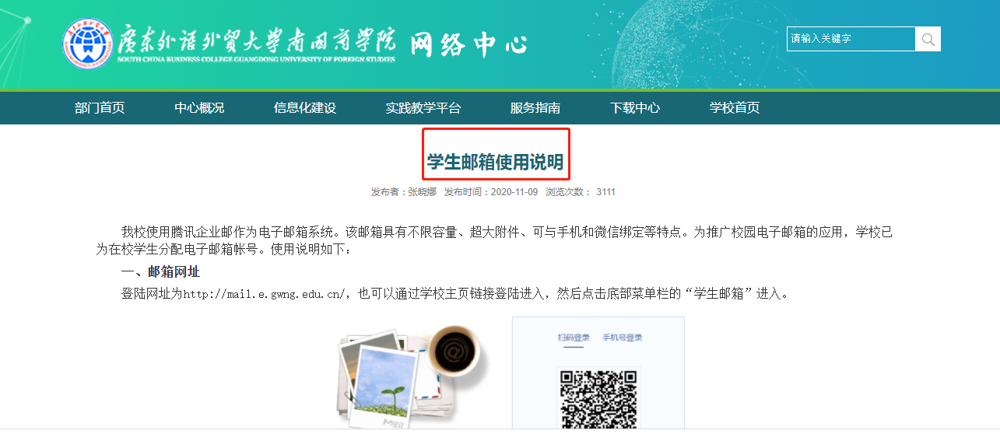 廣東外语外貿大学南国商学院 网络中心
SOUTH CHINA BUSINESS COLLEGE GUANGDONG UNIVERSITY OF FOREIGN STUDIES
请输入关键字
部门首页 中心概况 信息化建设 实践教学平台 服务指南 下载中心 学校首页
学生邮箱使用说明
发布者：张晓娜 发布时间：2020-11-09 浏览次数： 3111
我校使用腾讯企业邮作为电子邮箱系统。该邮箱具有不限容量、超大附件、可与手机和微信绑定等特点。为推广校园电子邮箱的应用，学校已
为在校学生分配电子邮箱帐号。使用说明如下：
一、邮箱网址
登陆网址为http://mail.e.gwng.edu.cn/，也可以通过学校主页链接登陆进入，然后点击底部菜单栏的“学生邮箱”进入。
扫码登录 手机号登录
M@il